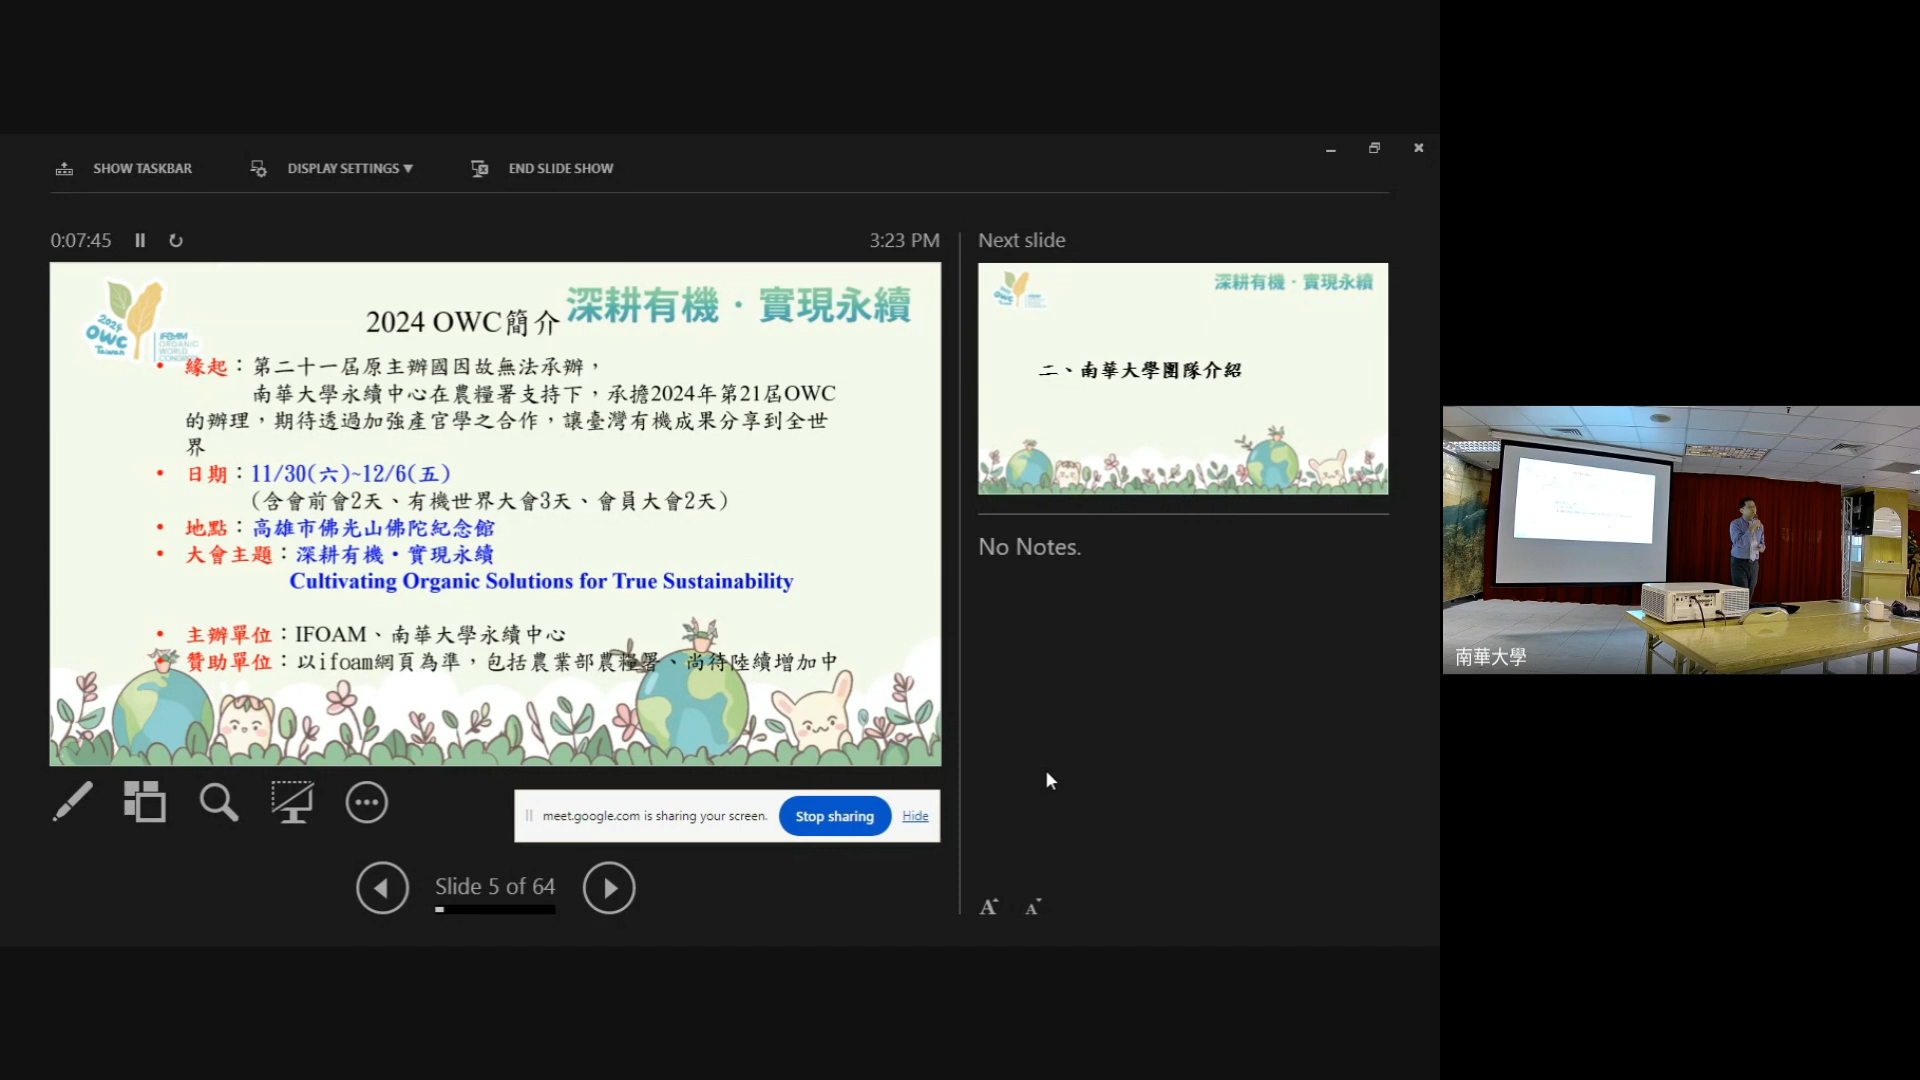 SHOW TASKBAR
DISPLAY SETTINGS ▼
END SLIDE SHOW
0:07:45
3:23 PM
2024
OWC
Taiwan
IFOAM
ORGANIC
WORLD
CONGRESS
深耕有機・實現永續
2024 OWC簡介
• 緣起：第二十一屆原主辦國因故無法承辦，
南華大學永續中心在農糧署支持下，承擔2024年第21屆OWC
的辦理，期待透過加強產官學之合作，讓臺灣有機成果分享到全世
界
• 日期：11/30(六)~12/6(五)
(含會前會2天、有機世界大會3天、會員大會2天)
• 地點：高雄市佛光山佛陀紀念館
• 大會主題：深耕有機・實現永續
Cultivating Organic Solutions for True Sustainability
• 主辦單位：IFOAM、南華大學永續中心
• 贊助單位：以ifoam網頁為準，包括農業部農糧署、尚待陸續增加中
meet.google.com is sharing your screen.
Stop sharing
Hide
Slide 5 of 64
Next slide
深耕有機・實現永續
二、南華大學團隊介紹
No Notes.
A
A
南華大學